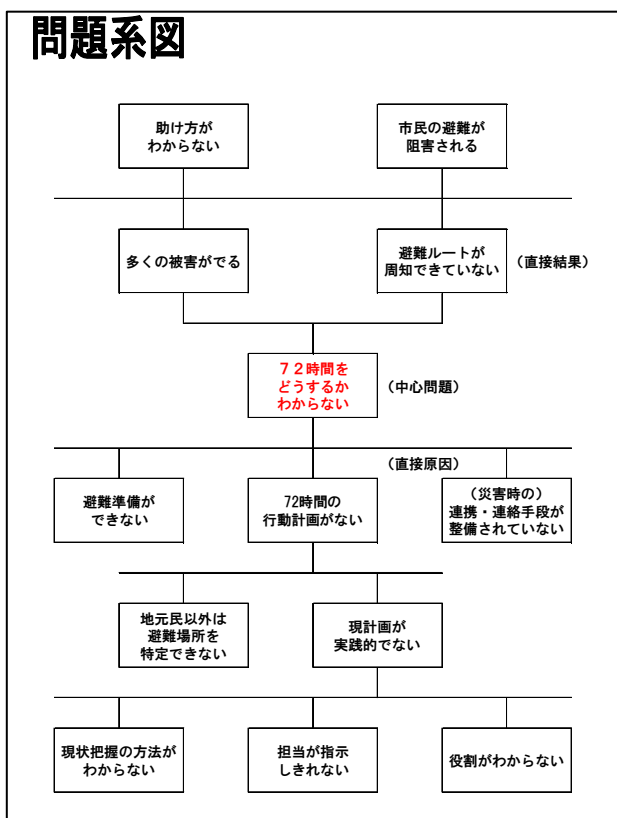 問題系図
助け方が
わからない
市民の避難が
阻害される
多くの被害がでる
避難ルートが
周知できていない
（直接結果）
７２時間を
どうするか
わからない
（中心問題）
（直接原因）
避難準備が
できない
72時間の
行動計画がない
（災害時の）
連携・連絡手段が
整備されていない
地元民以外は
避難場所を
特定できない
現計画が
実践的でない
現状把握の方法が
わからない
担当が指示
しきれない
役割がわからない